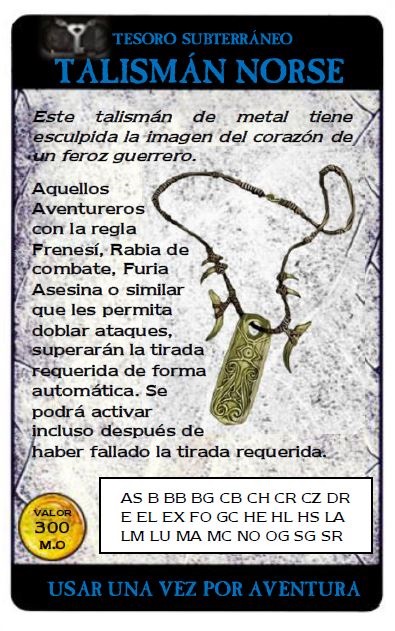 TESORO SUBTERRÁNEO
TALISMÁN NORSE
Este talismán de metal tiene
esculpida la imagen del corazón de
un feroz guerrero.
Aquellos
Aventureros
con la regla
Frenesí, Rabia de
combate, Furia
Asesina o similar
que les permita
doblar ataques,
superarán la tirada
requerida de forma
automática. Se
podrá activar
incluso después de
haber fallado la tirada requerida.
AS B BB BG CB CH CR CZ DR
E EL EX FO GC HE HL HS LA
LM LU MA MC NO OG SG SR
VALOR
300
M.O
USAR UNA VEZ POR AVENTURA